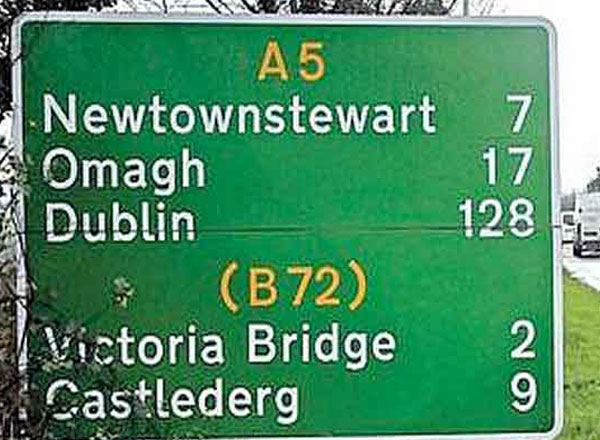 A5
Newtownstewart 7
Omagh 17
Dublin 128
(B72)
Victoria Bridge 2
Castlederg 9